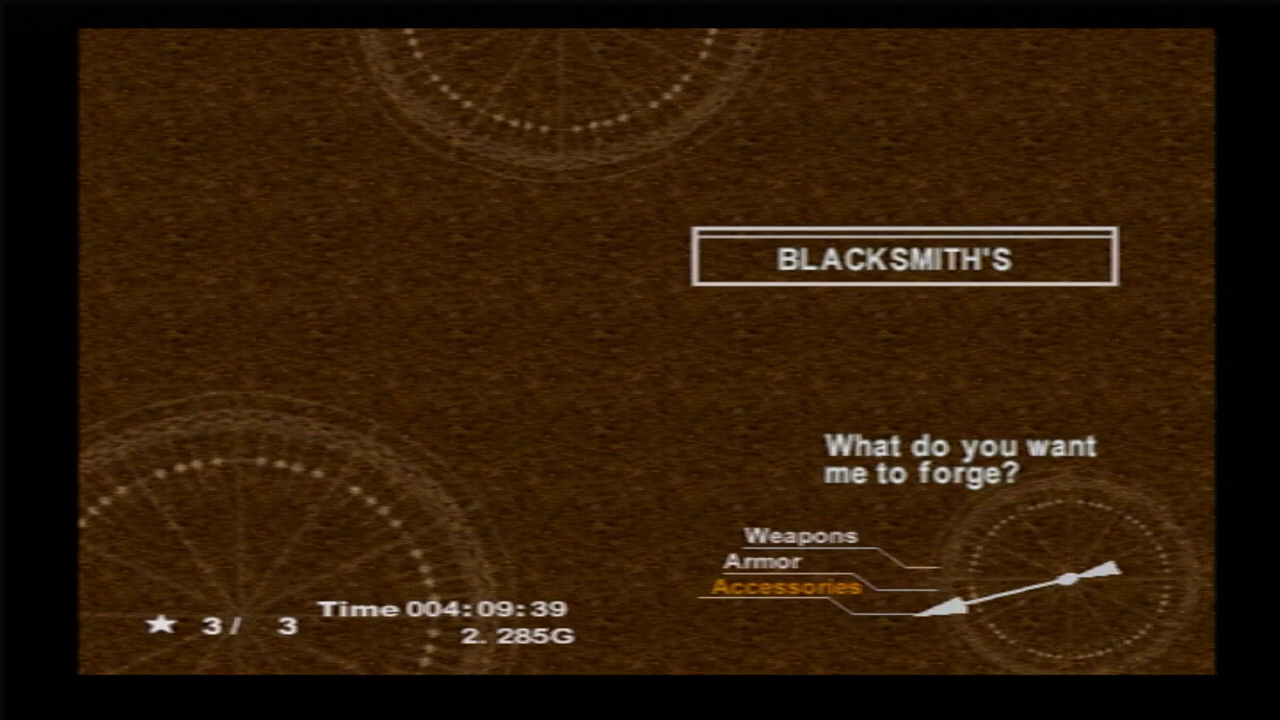 BLACKSMITH'S
What do you want
me to forge?
Weapons
Armor
Accessories
Time 004:09:39
★ 3/ 3
2. 285G